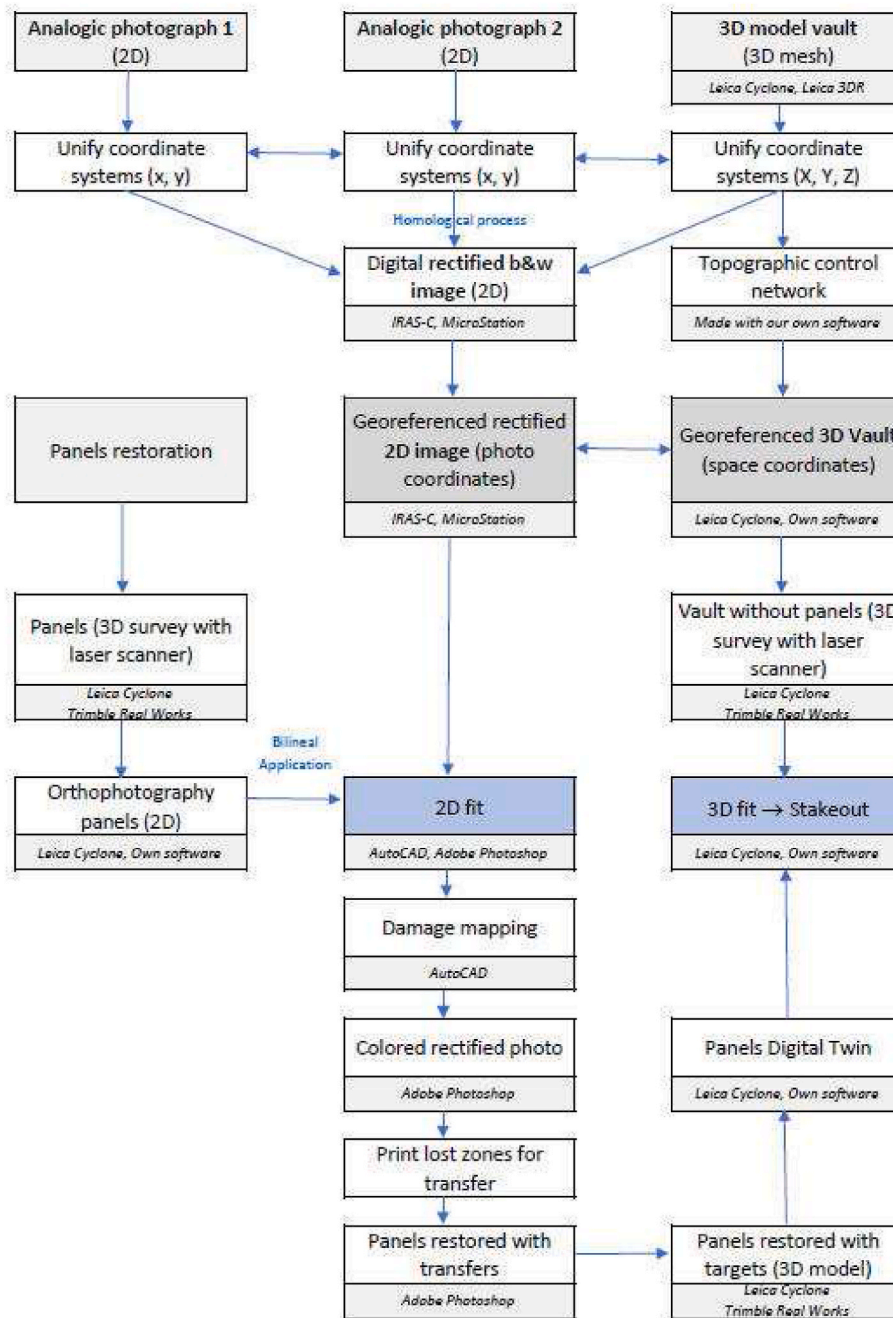 Analogic photograph 1
(2D)
Analogic photograph 2
(2D)
3D model vault
(3D mesh)
Leica Cyclone, Leica 3DR
Unify coordinate
systems (x, y)
Unify coordinate
systems (x, y)
Unify coordinate
systems (X, Y, Z)
Homological process
Digital rectified b&w
image (2D)
IRAS-C, MicroStation
Topographic control
network
Made with our own software
Panels restoration
Georeferenced rectified
2D image (photo
coordinates)
IRAS-C, MicroStation
Georeferenced 3D Vault
(space coordinates)
Leica Cyclone, Own software
Panels (3D survey with
laser scanner)
Leica Cyclone
Trimble Real Works
Vault without panels (3D
survey with laser
scanner)
Leica Cyclone
Trimble Real Works
Bilineal
Application
Orthophotography
panels (2D)
Leica Cyclone, Own software
2D fit
AutoCAD, Adobe Photoshop
3D fit → Stakeout
Leica Cyclone, Own software
Damage mapping
AutoCAD
Colored rectified photo
Adobe Photoshop
Panels Digital Twin
Leica Cyclone, Own software
Print lost zones for
transfer
Panels restored with
transfers
Adobe Photoshop
Panels restored with
targets (3D model)
Leica Cyclone
Trimble Real Works